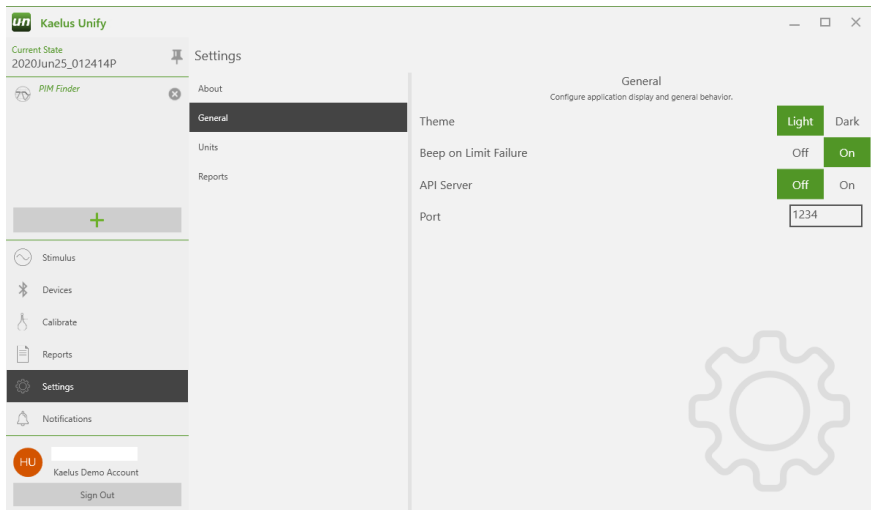 un Kaelus Unify
Current State
2020Jun25_012414P
PIM Finder
+
Stimulus
Devices
Calibrate
Reports
Settings
Notifications
HU
Kaelus Demo Account
Sign Out
Settings
About
General
Units
Reports
General
Configure application display and general behavior.
Theme Light Dark
Beep on Limit Failure Off On
API Server Off On
Port 1234